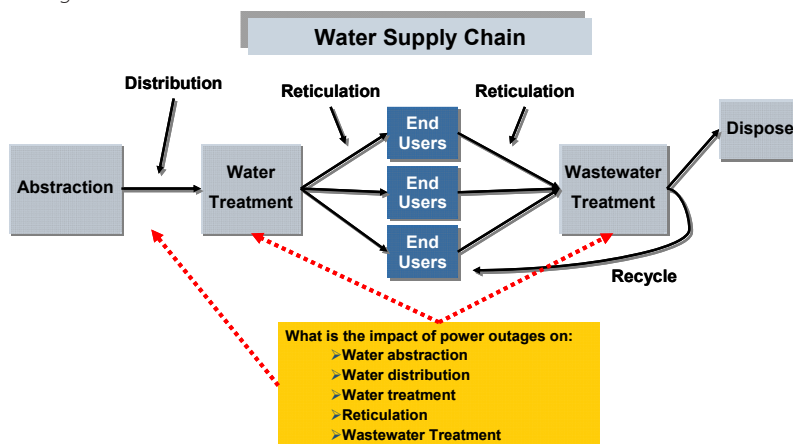 Water Supply Chain
Distribution
Reticulation
Reticulation
End
Users
Dispose
Abstraction
Water
Treatment
End
Users
Wastewater
Treatment
End
Users
Recycle
What is the impact of power outages on:
➢Water abstraction
➢Water distribution
➢Water treatment
➢Reticulation
➢Wastewater Treatment